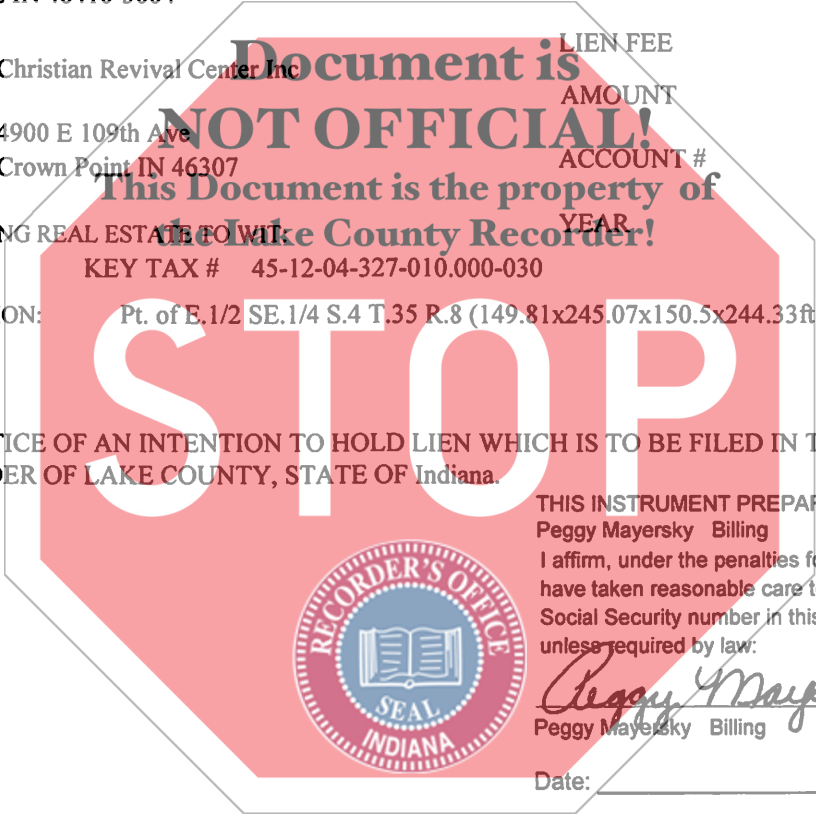 Christian Revival Center Inc
LIEN FEE
Document is
AMOUNT
NOT OFFICIAL!
4900 E 109th Ave
Crown Point IN 46307
ACCOUNT #
This Document is the property of
the Lake County Recorder!
YEAR
NG REAL ESTATE TO WIT:
KEY TAX # 45-12-04-327-010.000-030
ON: Pt. of E.1/2 SE.1/4 S.4 T.35 R.8 (149.81x245.07x150.5x244.33ft
STOP
TICE OF AN INTENTION TO HOLD LIEN WHICH IS TO BE FILED IN T
ER OF LAKE COUNTY, STATE OF Indiana.
THIS INSTRUMENT PREPAR
Peggy Mayersky Billing
I affirm, under the penalties fo
have taken reasonable care t
Social Security number in this
unless required by law:
Peggy May
Peggy Mayersky Billing
Date:
RECORDER'S OFFICE
SEAL
INDIANA